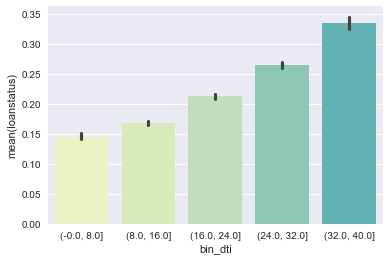 0.35
0.30
0.25
0.20
0.15
0.10
0.05
0.00
mean(loanstatus)
(-0.0, 8.0] (8.0, 16.0] (16.0, 24.0] (24.0, 32.0] (32.0, 40.0]
bin_dti